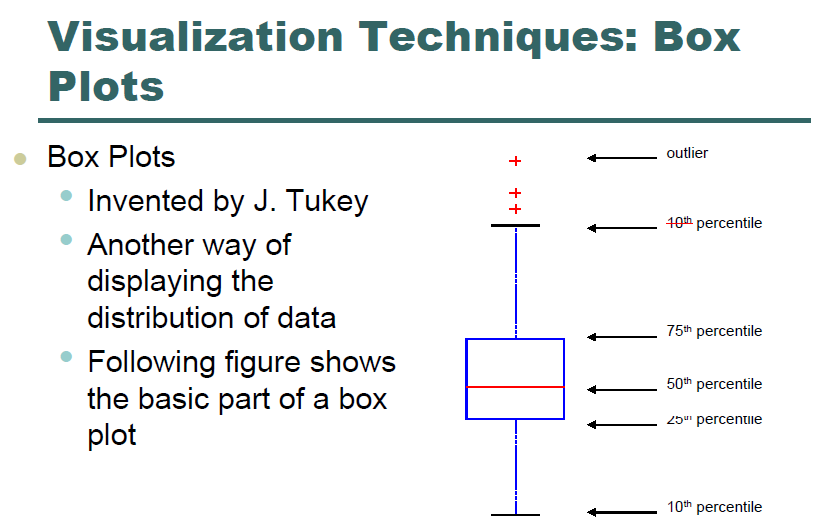 Visualization Techniques: Box
Plots
Box Plots
Invented by J. Tukey
Another way of
displaying the
distribution of data
Following figure shows
the basic part of a box
plot
outlier
10th percentile
75th percentile
50th percentile
25th percentile
10th percentile